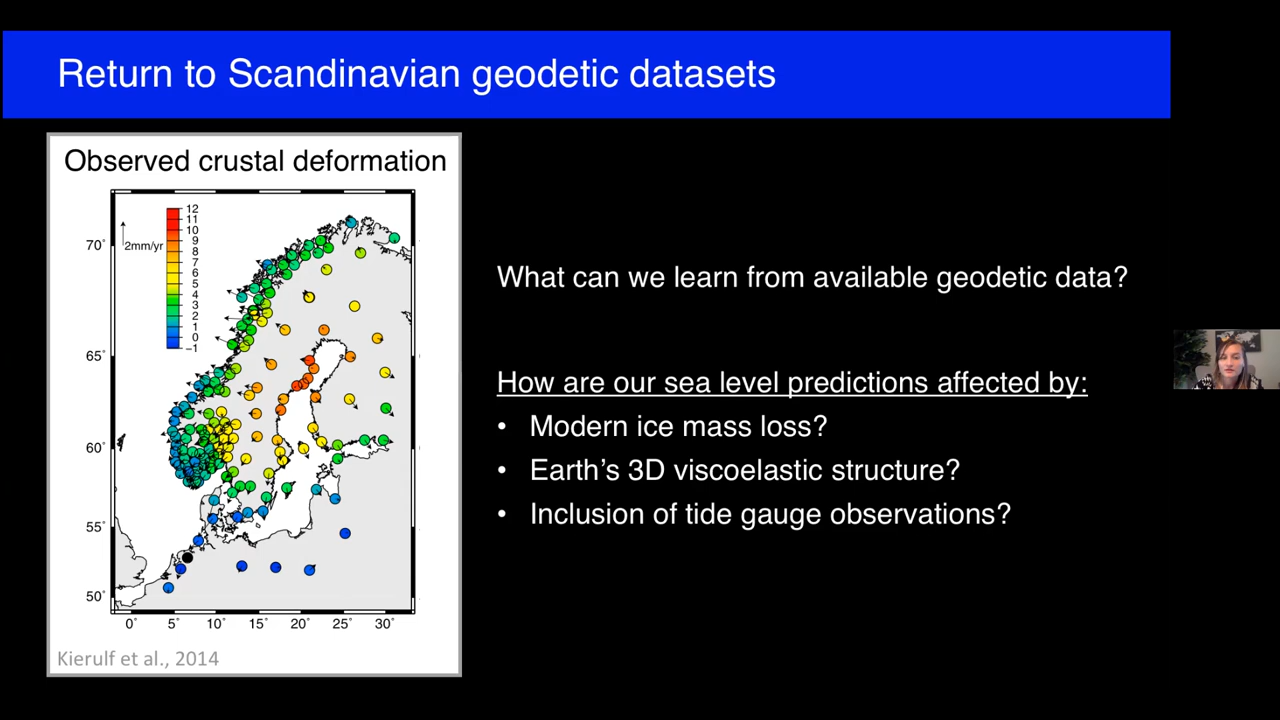 Return to Scandinavian geodetic datasets
Observed crustal deformation
12
11
10
9
8
7
6
5
4
3
2
1
0
−1
2mm/yr
70˚
65˚
60˚
55˚
50˚
0˚ 5˚ 10˚ 15˚ 20˚ 25˚ 30˚
Kierulf et al., 2014
What can we learn from available geodetic data?
How are our sea level predictions affected by:
• Modern ice mass loss?
• Earth's 3D viscoelastic structure?
• Inclusion of tide gauge observations?